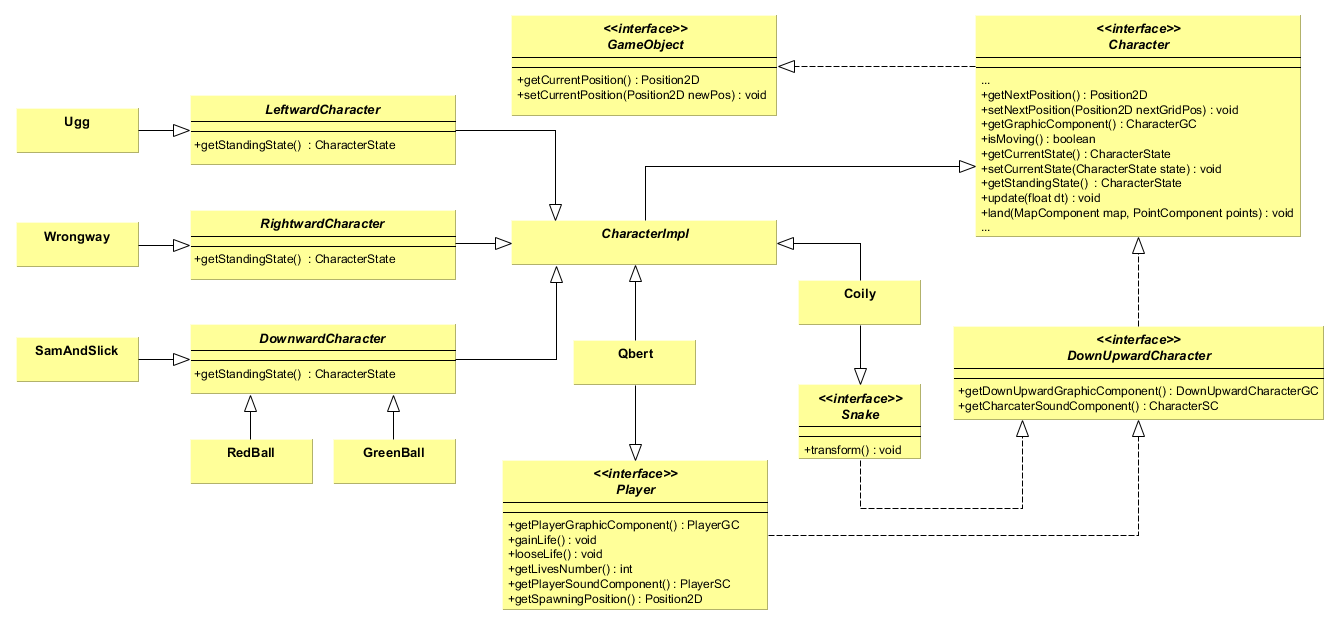 <<interface>>
GameObject
+getCurrentPosition() : Position2D
+setCurrentPosition(Position2D newPos) : void
<<interface>>
Character
...
+getNextPosition() : Position2D
+setNextPosition(Position2D nextGridPos) : void
+getGraphicComponent() : CharacterGC
+isMoving() : boolean
+getCurrentState() : CharacterState
+setCurrentState(CharacterState state) : void
+getStandingState() : CharacterState
+update(float dt) : void
+land(MapComponent map, PointComponent points) : void
...
Ugg
LeftwardCharacter
+getStandingState() : CharacterState
Wrongway
RightwardCharacter
+getStandingState() : CharacterState
CharacterImpl
SamAndSlick
DownwardCharacter
+getStandingState() : CharacterState
Qbert
Coily
<<interface>>
DownUpwardCharacter
+getDownUpwardGraphicComponent() : DownUpwardCharacterGC
+getCharcaterSoundComponent() : CharacterSC
<<interface>>
Snake
+transform() : void
RedBall
GreenBall
<<interface>>
Player
+getPlayerGraphicComponent() : PlayerGC
+gainLife() : void
+looseLife() : void
+getLivesNumber() : int
+getPlayerSoundComponent() : PlayerSC
+getSpawningPosition() : Position2D